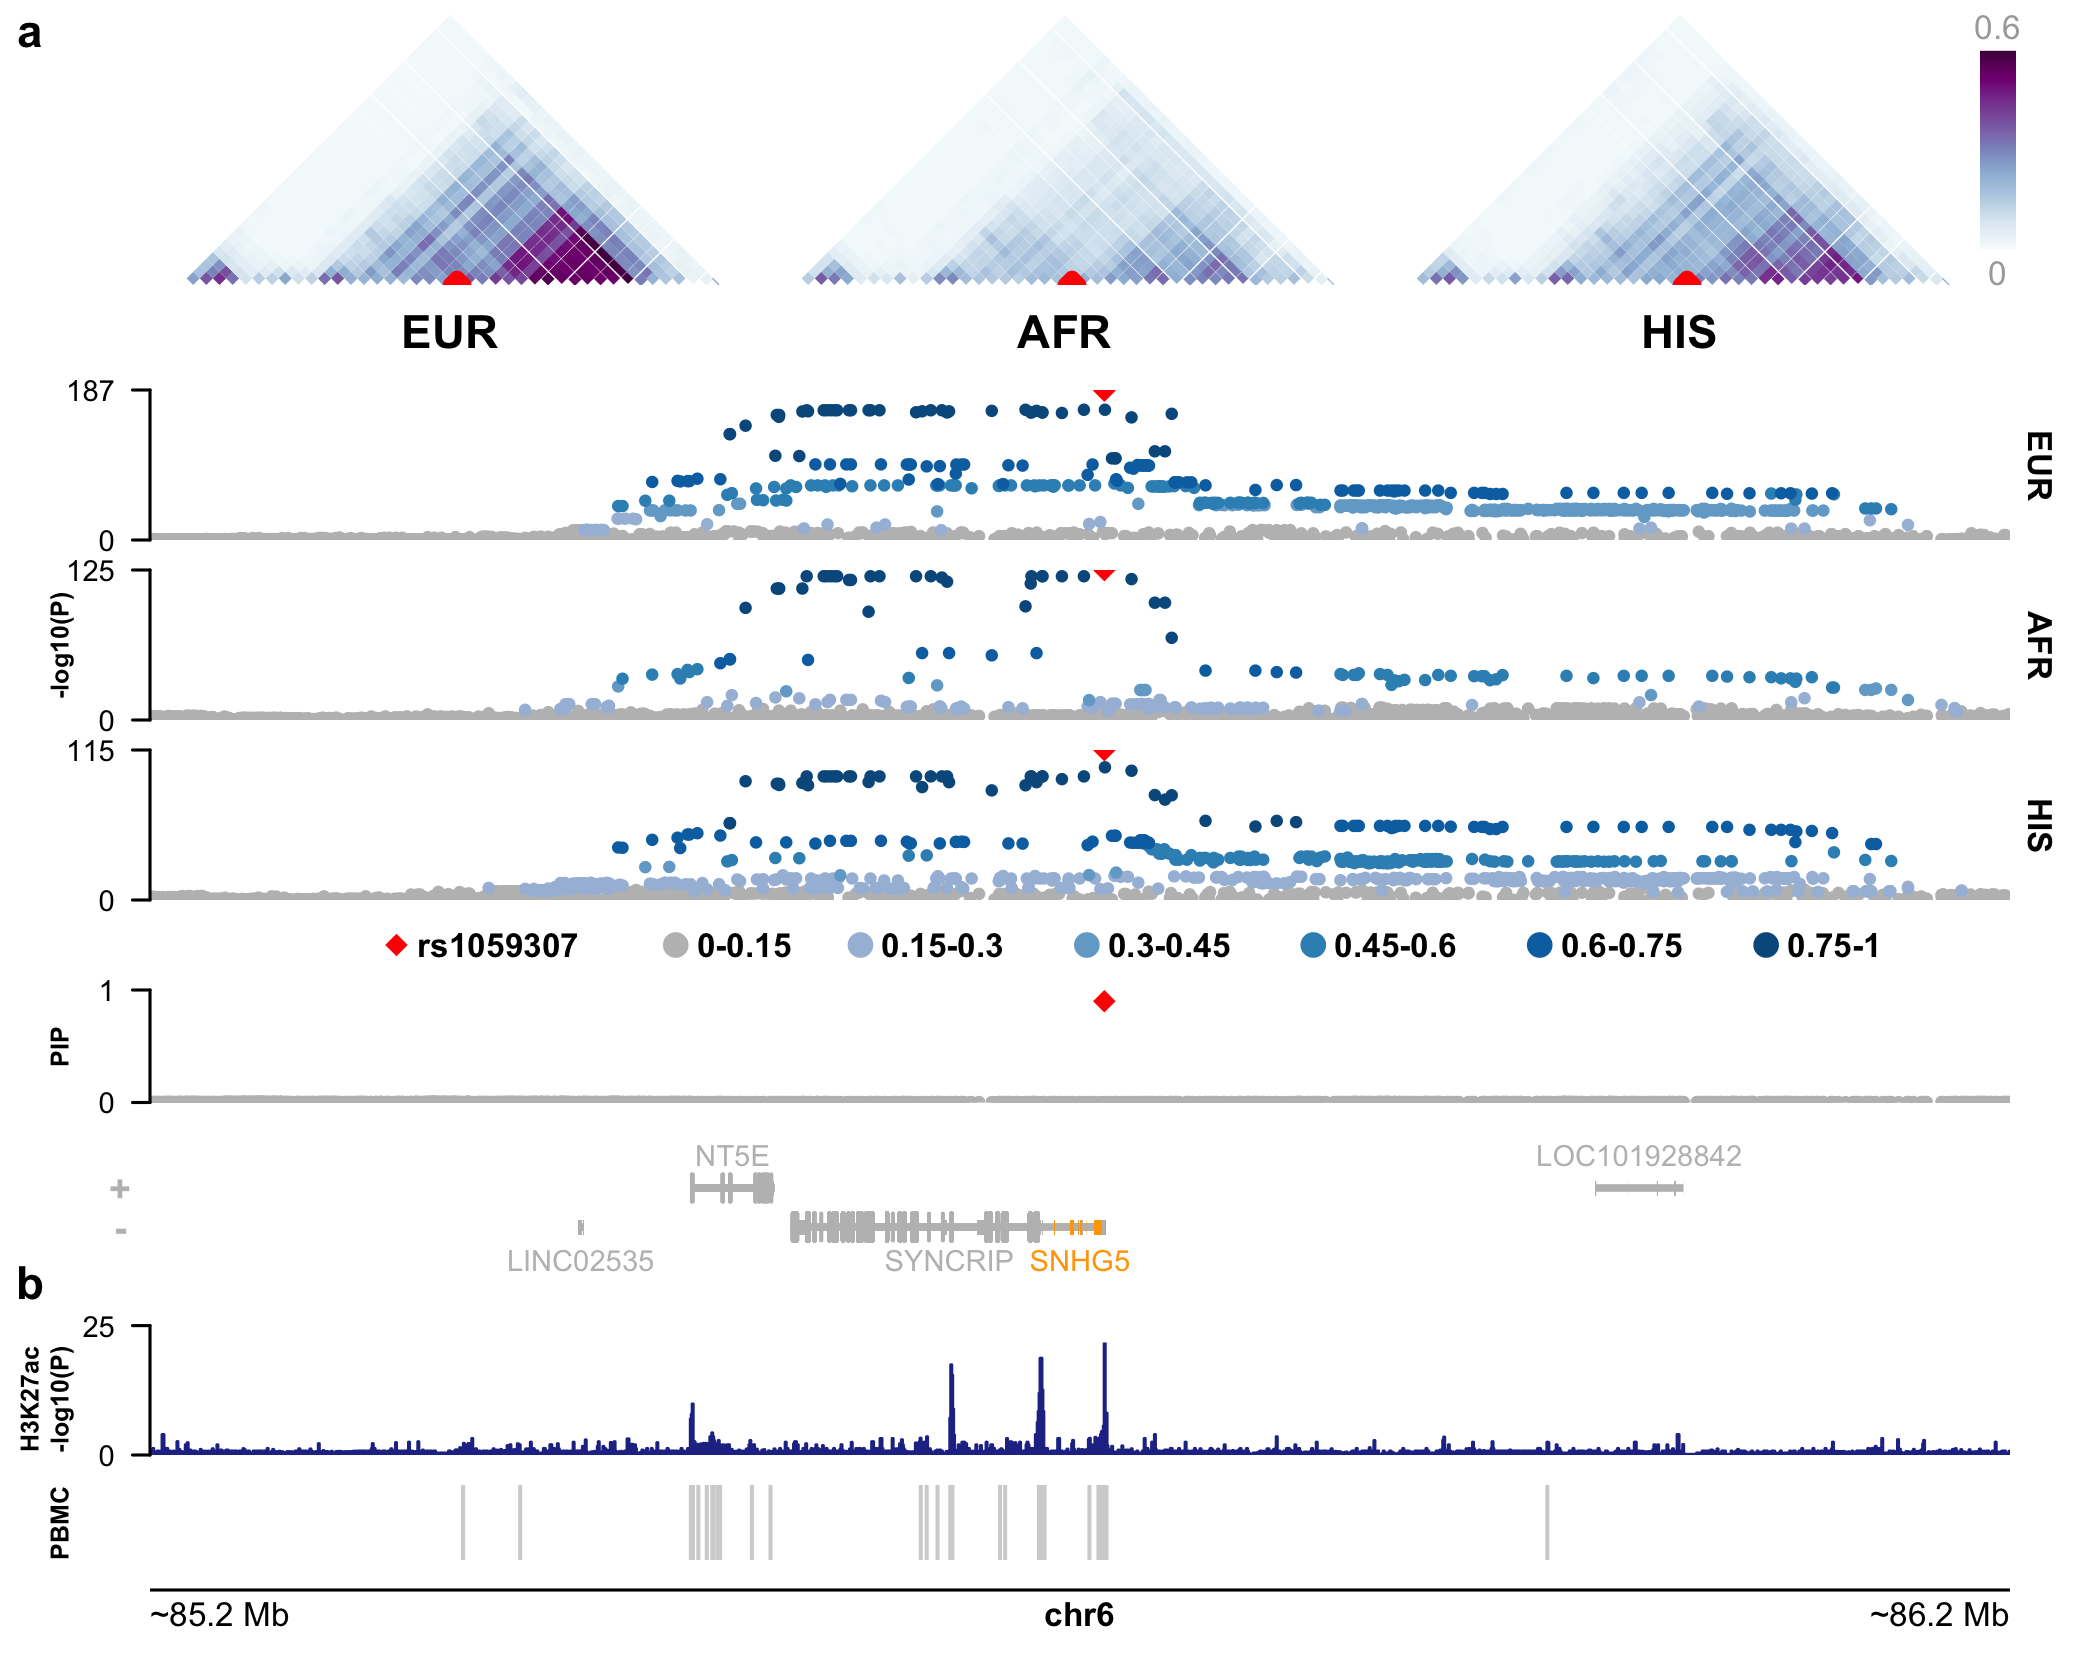 a
0.6
0
EUR
AFR
HIS
187
0
EUR
125
0
AFR
-log10(P)
115
0
HIS
rs1059307 0-0.15 0.15-0.3 0.3-0.45 0.45-0.6 0.6-0.75 0.75-1
1
0
PIP
NT5E
LOC101928842
+
-
LINC02535
SYNCRIP
SNHG5
b
25
0
H3K27ac
-log10(P)
PBMC
~85.2 Mb
chr6
~86.2 Mb